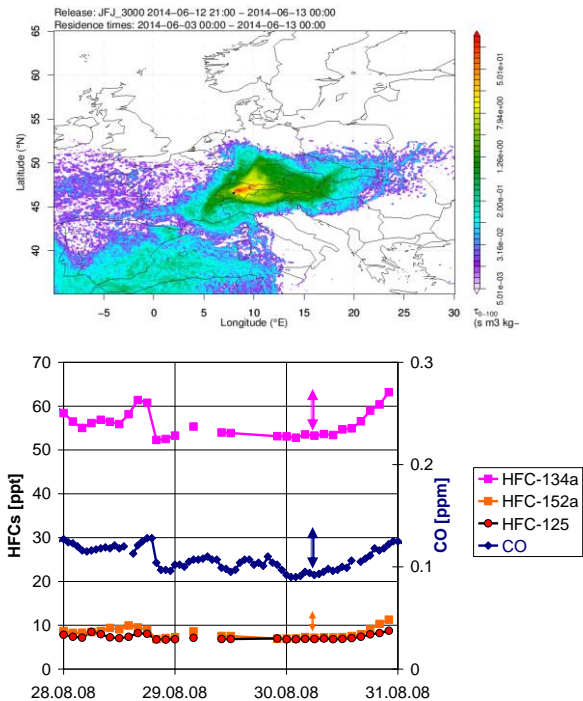 Release: JFJ_3000 2014-06-12 21:00 − 2014-06-13 00:00
Residence times: 2014-06-03 00:00 − 2014-06-13 00:00
65
60
55
50
45
40
Latitude (°N)
−5 0 5 10 15 20 25 30
Longitude (°E)
5.01e+01
7.94e+00
1.26e+00
2.00e−01
3.16e−02
5.01e−03
τ0−100
(s m3 kg−
70
60
50
40
30
20
10
0
HFCs [ppt]
0.3
0.2
0.1
0
CO [ppm]
28.08.08 29.08.08 30.08.08 31.08.08
HFC-134a
HFC-152a
HFC-125
CO